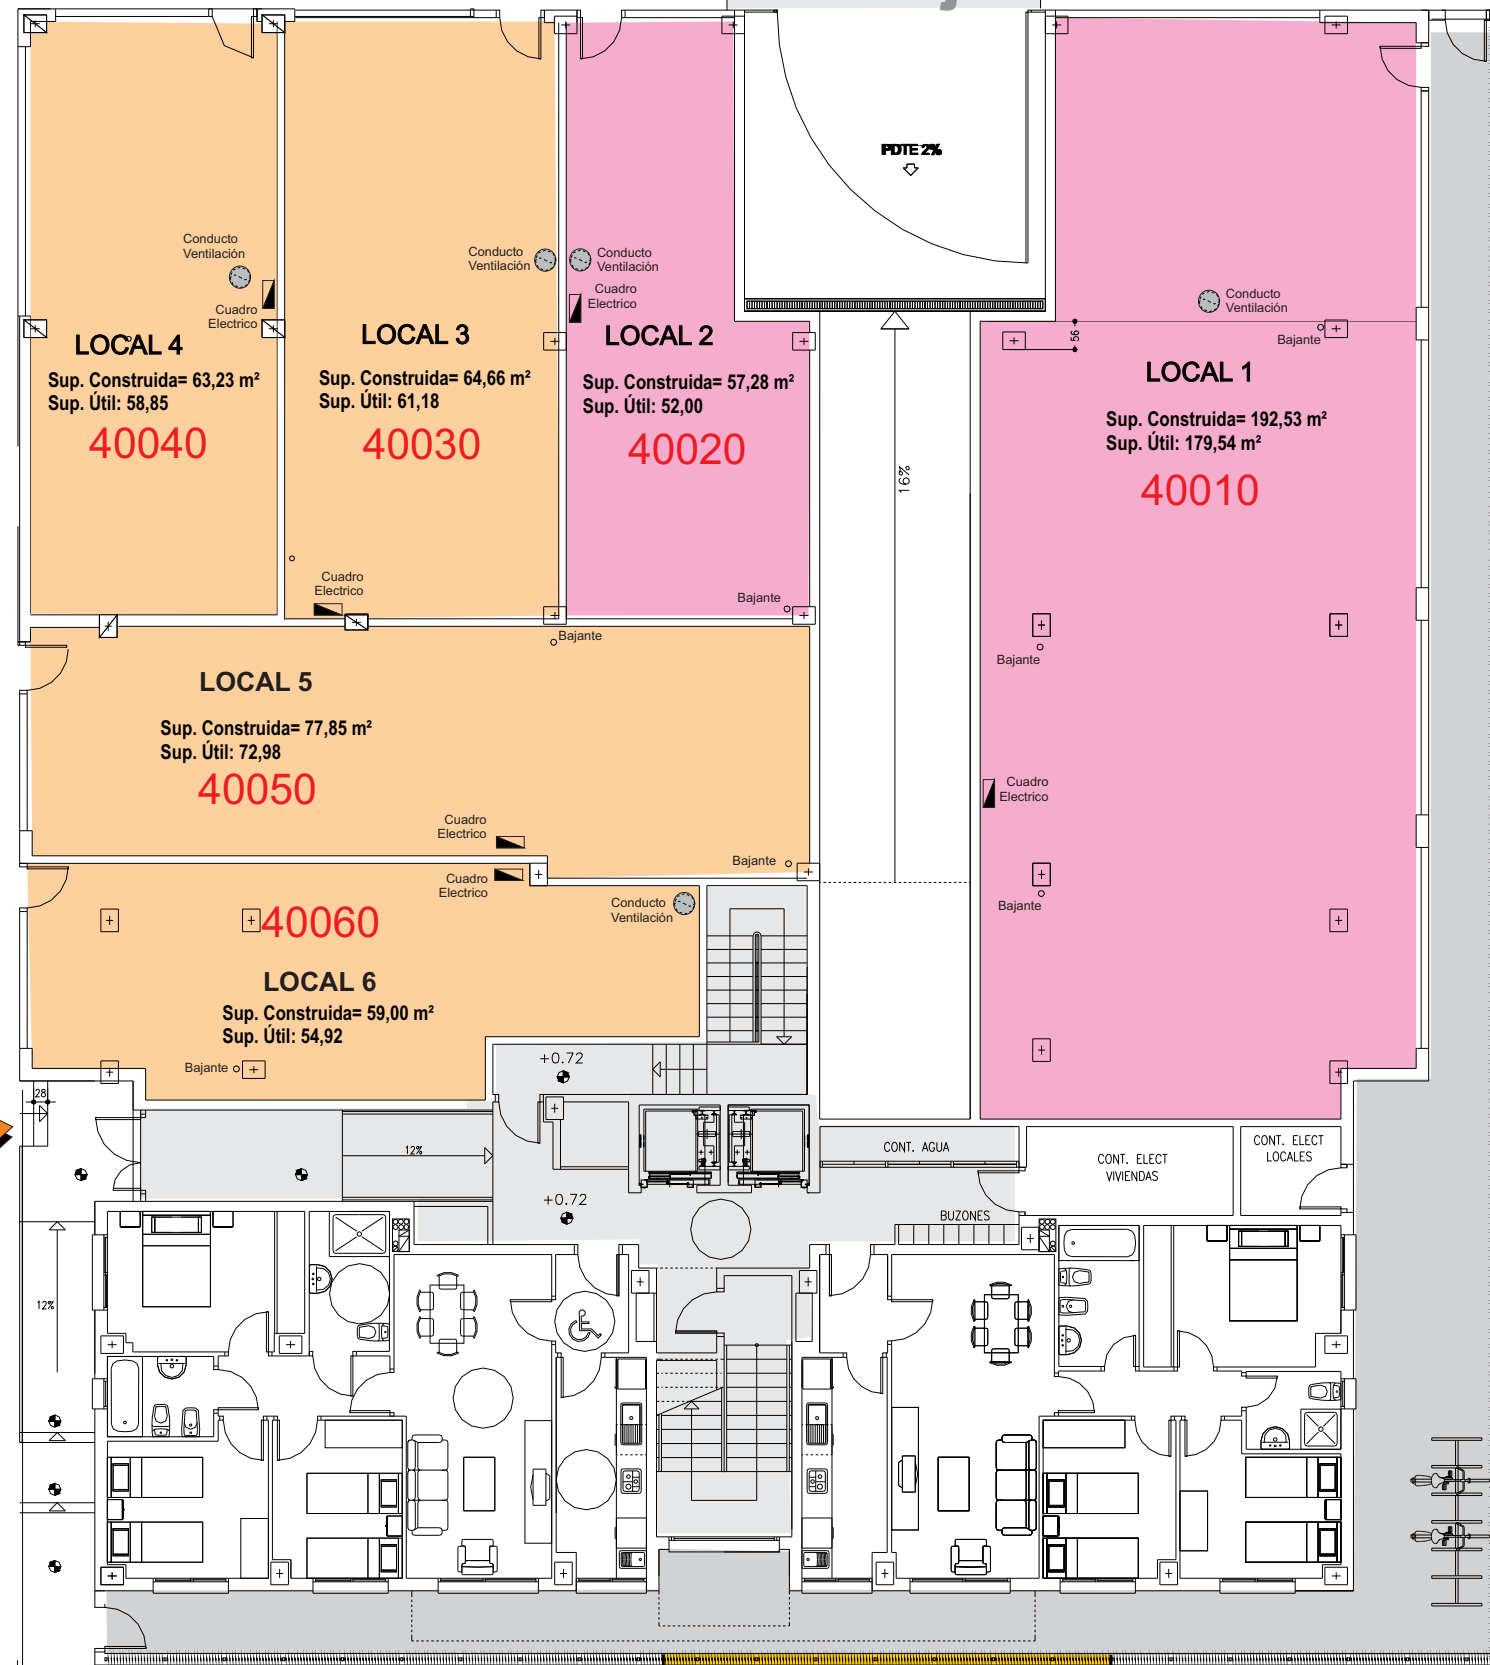 PDTE 2%
Conducto
Ventilación
Cuadro
Electrico
LOCAL 4
Sup. Construida= 63,23 m²
Sup. Útil: 58,85
40040
Conducto
Ventilación
LOCAL 3
Sup. Construida= 64,66 m²
Sup. Útil: 61,18
40030
Cuadro
Electrico
Conducto
Ventilación
Cuadro
Electrico
LOCAL 2
Sup. Construida= 57,28 m²
Sup. Útil: 52,00
40020
Bajante
16%
Conducto
Ventilación
Bajante
56
LOCAL 1
Sup. Construida= 192,53 m²
Sup. Útil: 179,54 m²
40010
Bajante
Cuadro
Electrico
Bajante
Bajante
LOCAL 5
Sup. Construida= 77,85 m²
Sup. Útil: 72,98
40050
Cuadro
Electrico
Bajante
Cuadro
Electrico
Conducto
Ventilación
40060
LOCAL 6
Sup. Construida= 59,00 m²
Sup. Útil: 54,92
Bajante
+0.72
28
12%
CONT. AGUA
CONT. ELECT
VIVIENDAS
CONT. ELECT
LOCALES
+0.72
BUZONES
12%